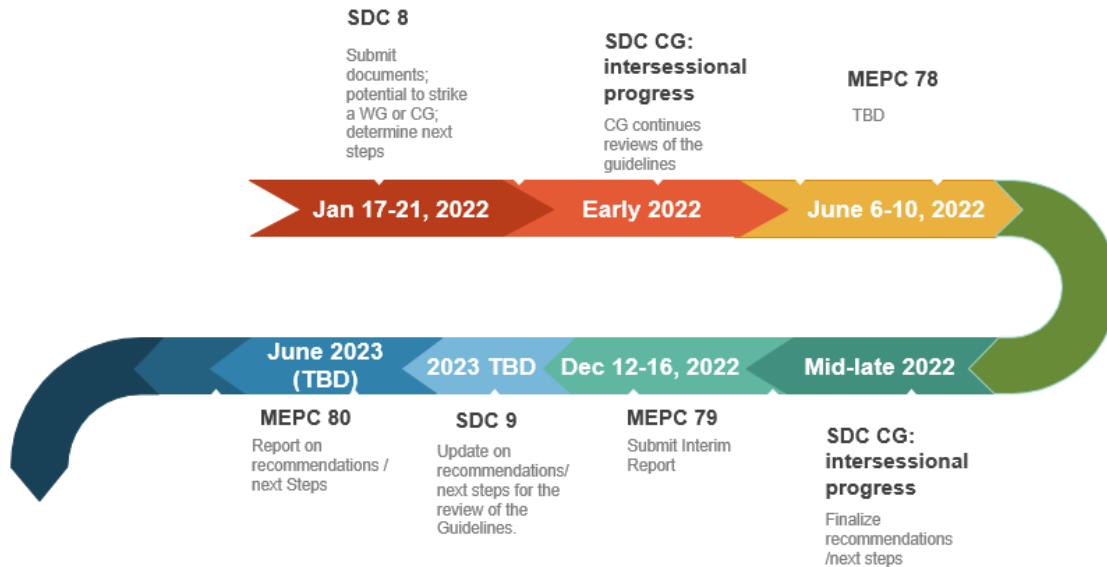 SDC 8
Submit
documents;
potential to strike
a WG or CG;
determine next
steps
SDC CG:
intersessional
progress
CG continues
reviews of the
guidelines
MEPC 78
TBD
Jan 17-21, 2022
Early 2022
June 6-10, 2022
June 2023
(TBD)
2023 TBD
Dec 12-16, 2022
Mid-late 2022
MEPC 80
Report on
recommendations /
next Steps
SDC 9
Update on
recommendations/
next steps for the
review of the
Guidelines.
MEPC 79
Submit Interim
Report
SDC CG:
intersessional
progress
Finalize
recommendations
/next steps